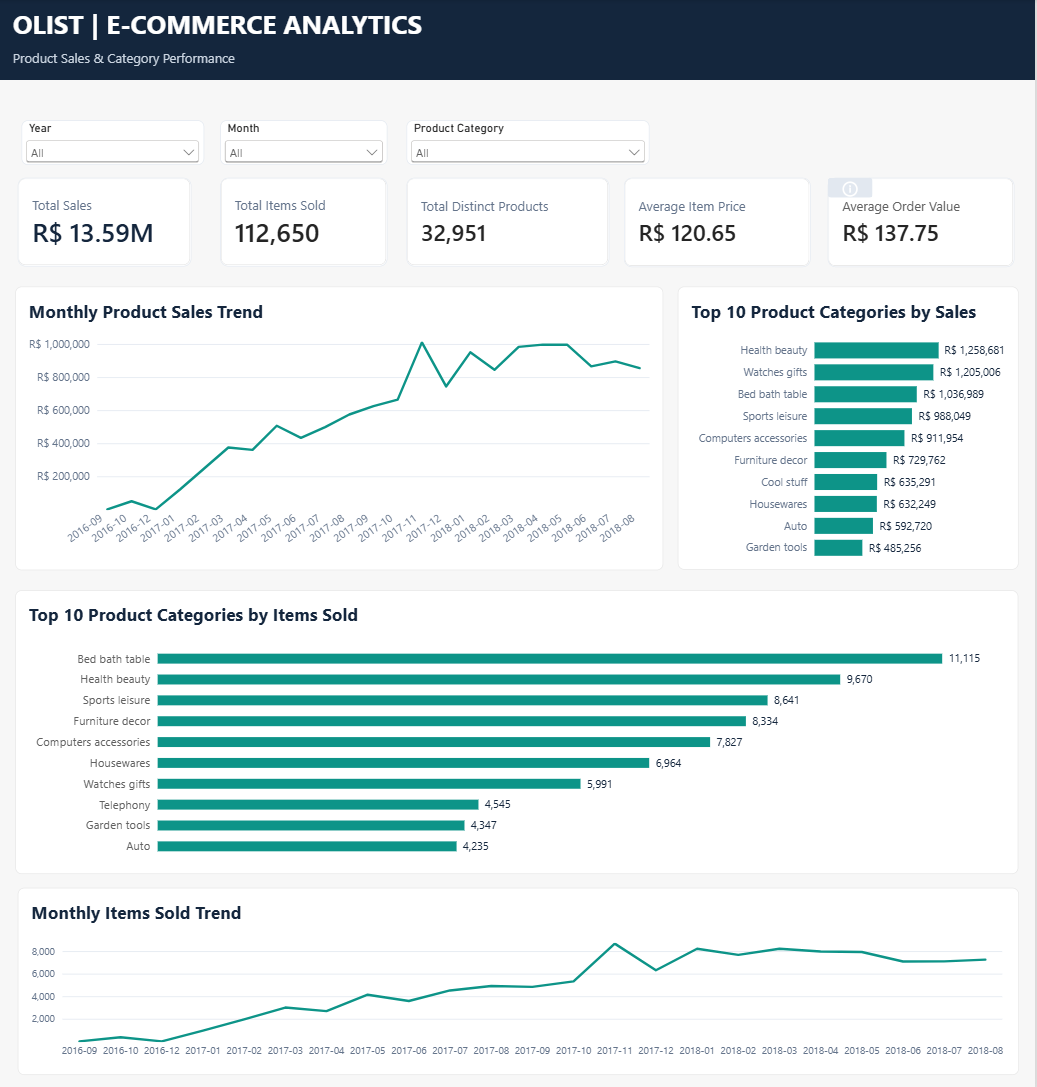 OLIST | E-COMMERCE ANALYTICS
Product Sales & Category Performance
Year
All
Month
All
Product Category
All
Total Sales
R$ 13.59M
Total Items Sold
112,650
Total Distinct Products
32,951
Average Item Price
R$ 120.65
Average Order Value
R$ 137.75
Monthly Product Sales Trend
R$ 1,000,000
R$ 800,000
R$ 600,000
R$ 400,000
R$ 200,000
2016-09
2016-10
2016-12
2017-01
2017-02
2017-03
2017-04
2017-05
2017-06
2017-07
2017-08
2017-09
2017-10
2017-11
2017-12
2018-01
2018-02
2018-03
2018-04
2018-05
2018-06
2018-07
2018-08
Top 10 Product Categories by Sales
Health beauty R$ 1,258,681
Watches gifts R$ 1,205,006
Bed bath table R$ 1,036,989
Sports leisure R$ 988,049
Computers accessories R$ 911,954
Furniture decor R$ 729,762
Cool stuff R$ 635,291
Housewares R$ 632,249
Auto R$ 592,720
Garden tools R$ 485,256
Top 10 Product Categories by Items Sold
Bed bath table 11,115
Health beauty 9,670
Sports leisure 8,641
Furniture decor 8,334
Computers accessories 7,827
Housewares 6,964
Watches gifts 5,991
Telephony 4,545
Garden tools 4,347
Auto 4,235
Monthly Items Sold Trend
8,000
6,000
4,000
2,000
2016-09 2016-10 2016-12 2017-01 2017-02 2017-03 2017-04 2017-05 2017-06 2017-07 2017-08 2017-09 2017-10 2017-11 2017-12 2018-01 2018-02 2018-03 2018-04 2018-05 2018-06 2018-07 2018-08